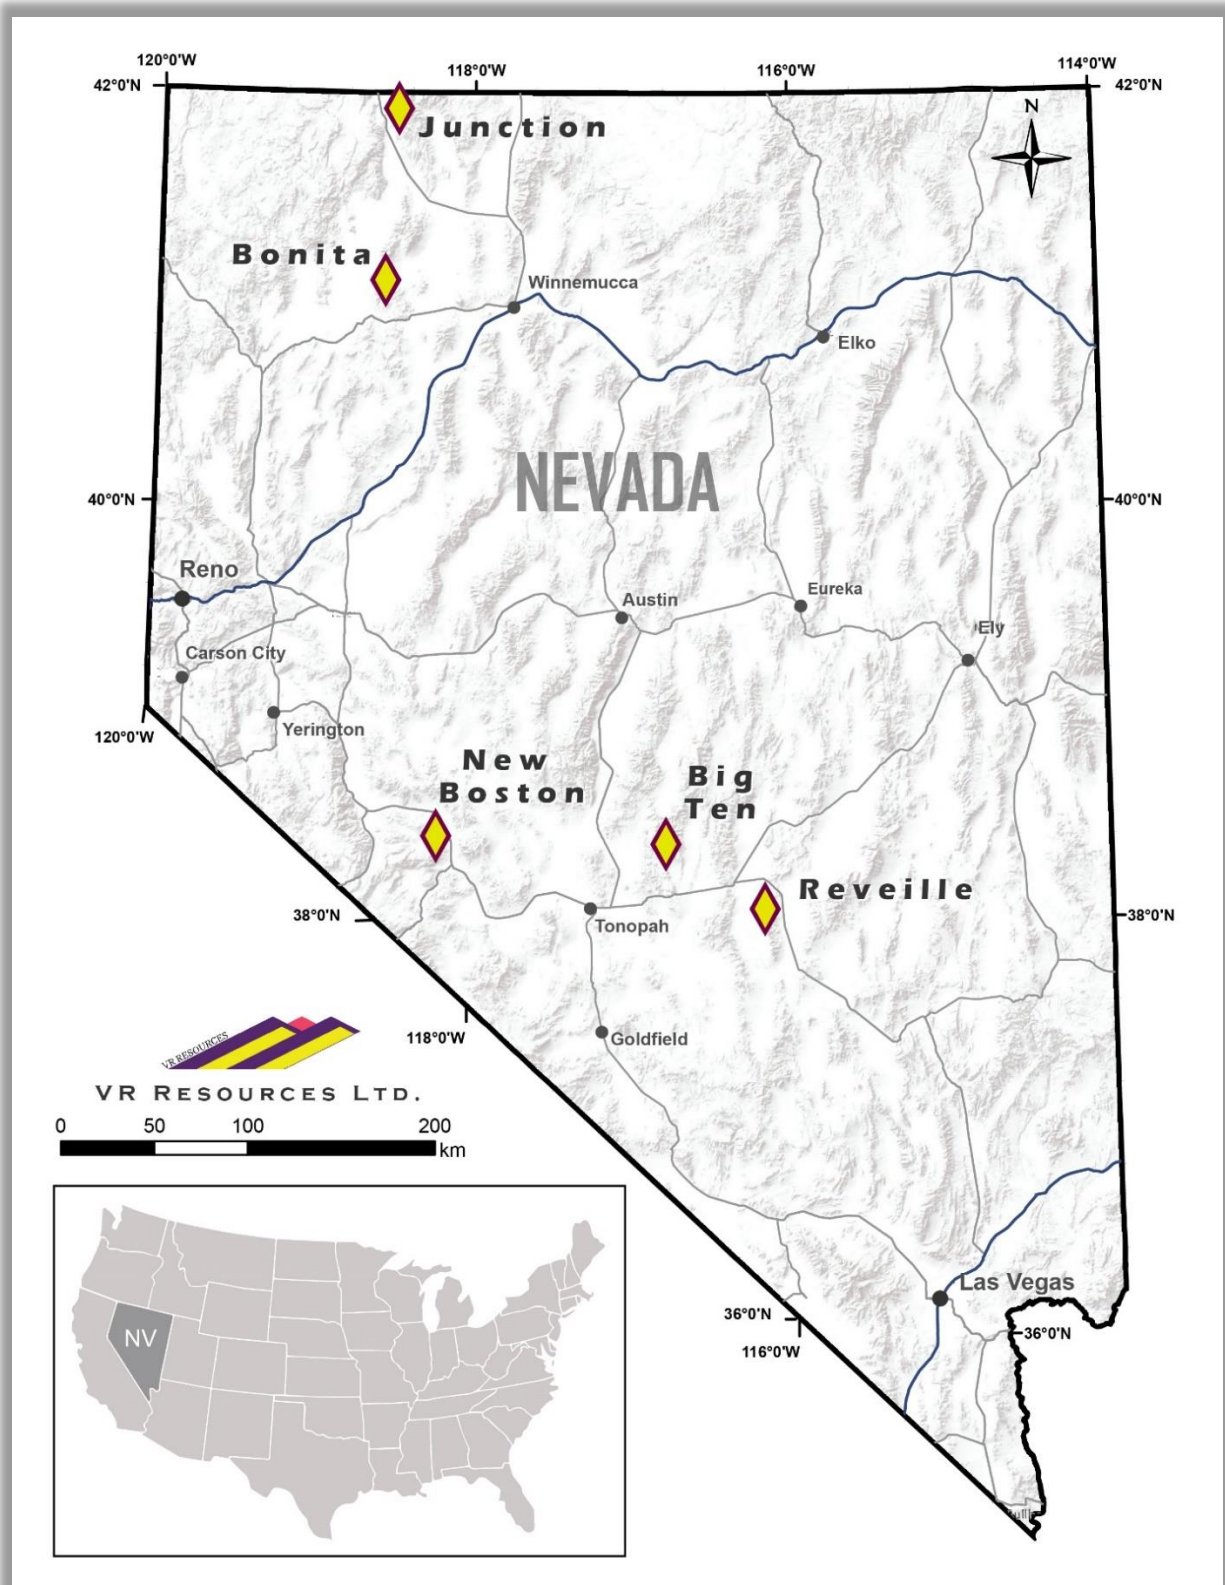 120°0'W
118°0'W
116°0'W
114°0'W
42°0'N
42°0'N
N
Junction
Bonita
Winnemucca
Elko
NEVADA
40°0'N
40°0'N
Reno
Austin
Eureka
Ely
Carson City
Yerington
120°0'W
New
Boston
Big
Ten
Reveille
38°0'N
38°0'N
Tonopah
118°0'W
Goldfield
VR RESOURCES
VR RESOURCES LTD.
0 50 100 200
km
Las Vegas
36°0'N
36°0'N
116°0'W
NV